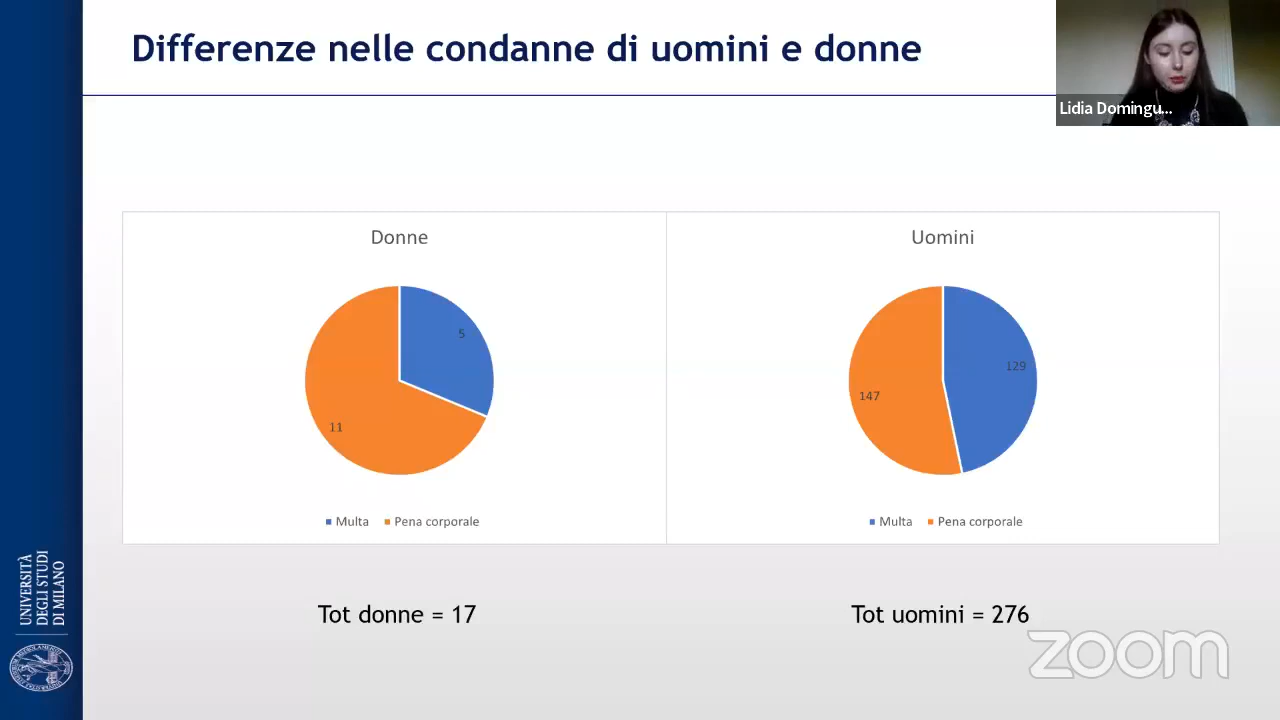 Differenze nelle condanne di uomini e donne
Lidia Domingu...
Donne
5
11
Multa Pena corporale
Uomini
129
147
Multa Pena corporale
Tot donne = 17
Tot uomini = 276
UNIVERSITÀ
DEGLI STUDI
DI MILANO
zoom